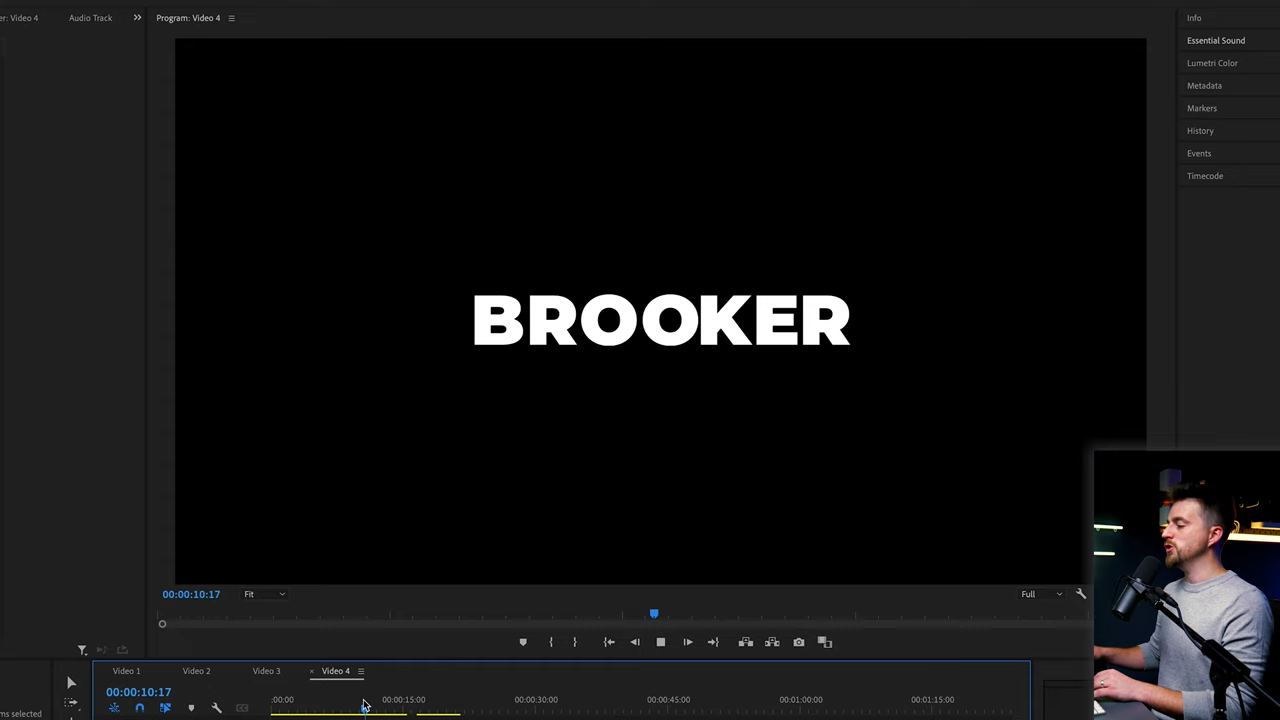 er: Video 4
Audio Track
Program: Video 4
Info
Essential Sound
Lumetri Color
Metadata
Markers
History
Events
Timecode
BROOKER
00:00:10:17
Fit
Full
Video 1
Video 2
Video 3
Video 4
00:00:10:17
:00:00
00:00:15:00
00:00:30:00
00:00:45:00
00:01:00:00
00:01:15:00
ms selected